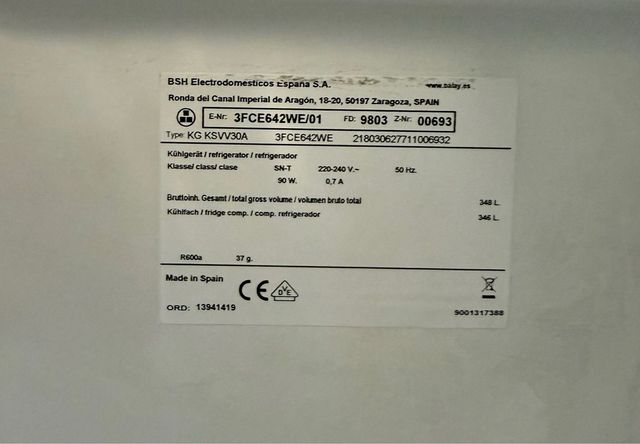 BSH Electrodomésticos España S.A. www.balay.es
Ronda del Canal Imperial de Aragón, 18-20, 50197 Zaragoza, SPAIN
E-Nr: 3FCE642WE/01 FD: 9803 Z-Nr: 00693
Type: KG KSVV30A 3FCE642WE 218030627711006932
Kühlgerät / refrigerator / refrigerador
Klasse/ class/ clase SN-T 220-240 V.~ 50 Hz.
90 W. 0,7 A
Bruttoinh. Gesamt / total gross volume / volumen bruto total 348 L.
Kühlfach / fridge comp. / comp. refrigerador 346 L.
R600a 37 g.
Made in Spain
CE DVE
ORD: 13941419 9001317388